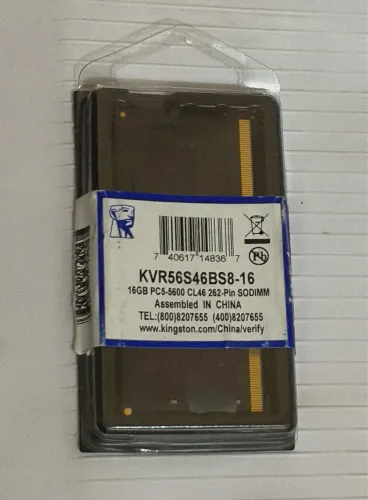 7 40617 14836 7
KVR56S46BS8-16
16GB PC5-5600 CL46 262-Pin SODIMM
Assembled IN CHINA
TEL:(800)8207655 (400)8207655
www.kingston.com/China/verify